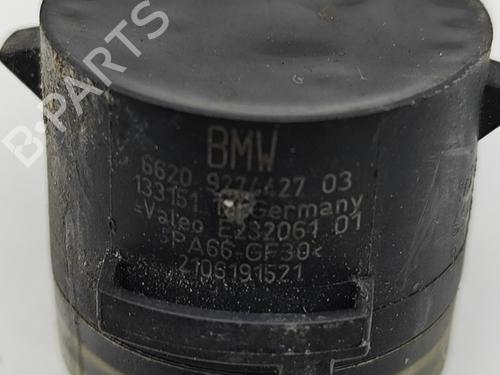 B-PARTS
BMW
6620 9274427 03
133151 Germany
=Valeo E232061 01
>PA66-GF30<
2106191521